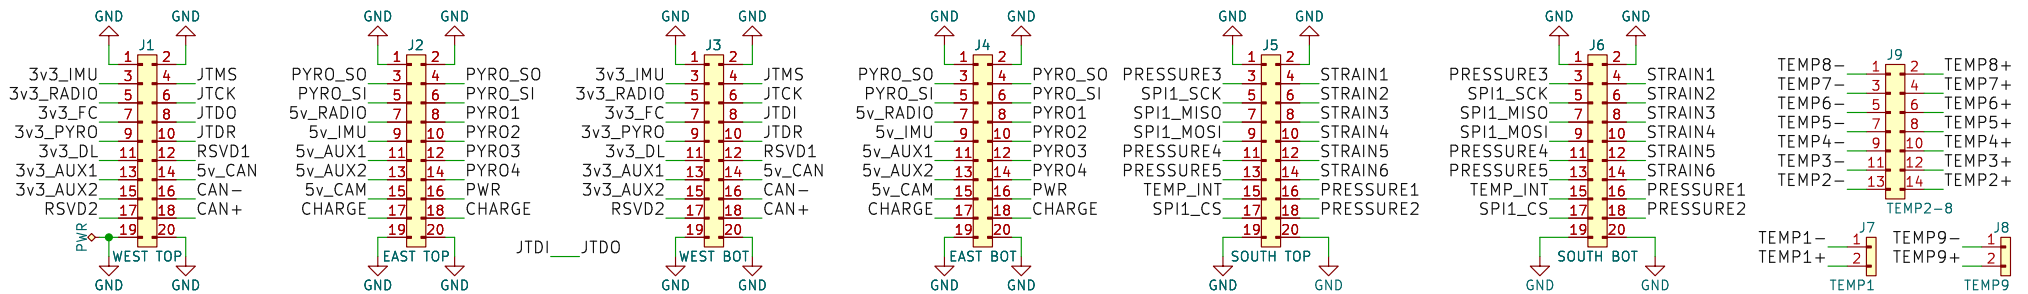 GND GND GND GND GND GND GND GND GND GND GND GND
J1 J2 J3 J4 J5 J6 J9
1 2 1 2 1 2 1 2 1 2 1 2
TEMP8- 1 2 TEMP8+
3v3_IMU 3 4 JTMS PYRO_SO 3 4 PYRO_SO 3v3_IMU 3 4 JTMS PYRO_SO 3 4 PYRO_SO PRESSURE3 3 4 STRAIN1 PRESSURE3 3 4 STRAIN1
TEMP7- 3 4 TEMP7+
3v3_RADIO 5 6 JTCK PYRO_SI 5 6 PYRO_SI 3v3_RADIO 5 6 JTCK PYRO_SI 5 6 PYRO_SI SPI1_SCK 5 6 STRAIN2 SPI1_SCK 5 6 STRAIN2
TEMP6- 5 6 TEMP6+
3v3_FC 7 8 JTDO 5v_RADIO 7 8 PYRO1 3v3_FC 7 8 JTDI 5v_RADIO 7 8 PYRO1 SPI1_MISO 7 8 STRAIN3 SPI1_MISO 7 8 STRAIN3
TEMP5- 7 8 TEMP5+
3v3_PYRO 9 10 JTDR 5v_IMU 9 10 PYRO2 3v3_PYRO 9 10 JTDR 5v_IMU 9 10 PYRO2 SPI1_MOSI 9 10 STRAIN4 SPI1_MOSI 9 10 STRAIN4
TEMP4- 9 10 TEMP4+
3v3_DL 11 12 RSVD1 5v_AUX1 11 12 PYRO3 3v3_DL 11 12 RSVD1 5v_AUX1 11 12 PYRO3 PRESSURE4 11 12 STRAIN5 PRESSURE4 11 12 STRAIN5
TEMP3- 11 12 TEMP3+
3v3_AUX1 13 14 5v_CAN 5v_AUX2 13 14 PYRO4 3v3_AUX1 13 14 5v_CAN 5v_AUX2 13 14 PYRO4 PRESSURE5 13 14 STRAIN6 PRESSURE5 13 14 STRAIN6
TEMP2- 13 14 TEMP2+
3v3_AUX2 15 16 CAN- 5v_CAM 15 16 PWR 3v3_AUX2 15 16 CAN- 5v_CAM 15 16 PWR TEMP_INT 15 16 PRESSURE1 TEMP_INT 15 16 PRESSURE1
RSVD2 17 18 CAN+ CHARGE 17 18 CHARGE RSVD2 17 18 CAN+ CHARGE 17 18 CHARGE SPI1_CS 17 18 PRESSURE2 SPI1_CS 17 18 PRESSURE2
TEMP2-8
PWR 19 20 19 20 19 20 19 20 19 20 19 20
J7 J8
TEMP1- 1 TEMP9- 1
TEMP1+ 2 TEMP9+ 2
JTDI JTDO
WEST TOP EAST TOP WEST BOT EAST BOT SOUTH TOP SOUTH BOT
GND GND GND GND GND GND GND GND GND GND GND GND
TEMP1 TEMP9